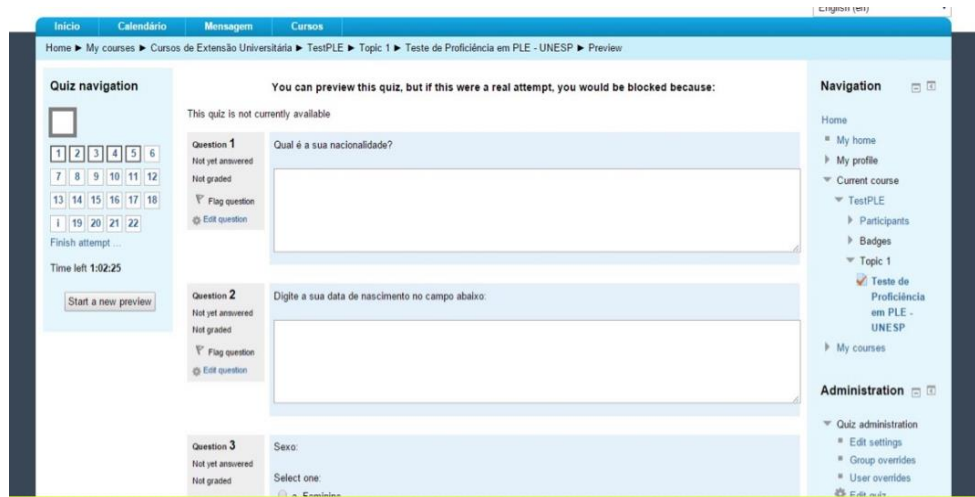 English (en)
Início Calendário Mensagem Cursos
Home ► My courses ► Cursos de Extensão Universitária ► TestPLE ► Topic 1 ► Teste de Proficiência em PLE - UNESP ► Preview
Quiz navigation
1 2 3 4 5 6
7 8 9 10 11 12
13 14 15 16 17 18
i 19 20 21 22
Finish attempt ...
Time left 1:02:25
Start a new preview
You can preview this quiz, but if this were a real attempt, you would be blocked because:
This quiz is not currently available
Question 1
Not yet answered
Not graded
Flag question
Edit question
Qual é a sua nacionalidade?
Question 2
Not yet answered
Not graded
Flag question
Edit question
Digite a sua data de nascimento no campo abaixo:
Question 3
Not yet answered
Not graded
Sexo:
Select one:
a. Feminino
Navigation
Home
My home
My profile
Current course
TestPLE
Participants
Badges
Topic 1
Teste de
Proficiência
em PLE -
UNESP
My courses
Administration
Quiz administration
Edit settings
Group overrides
User overrides
Edit quiz